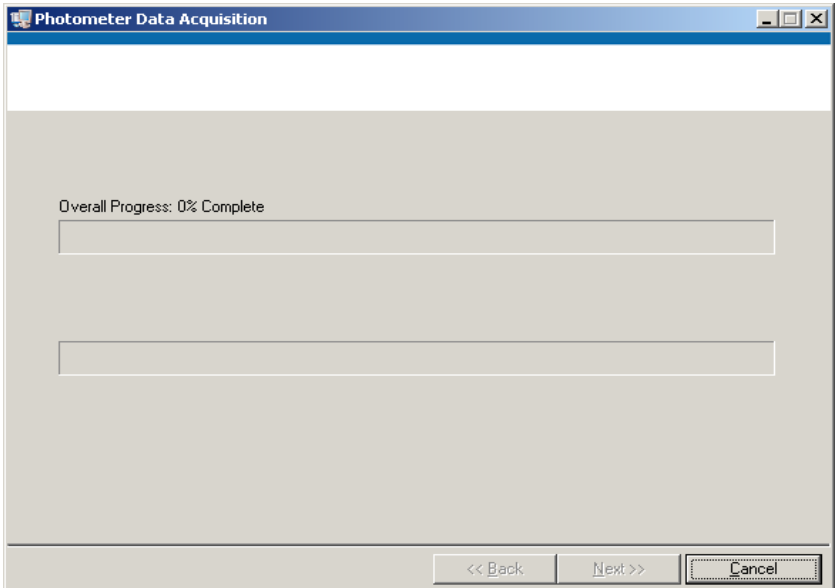 Photometer Data Acquisition
Overall Progress: 0% Complete
<< Back Next >> Cancel